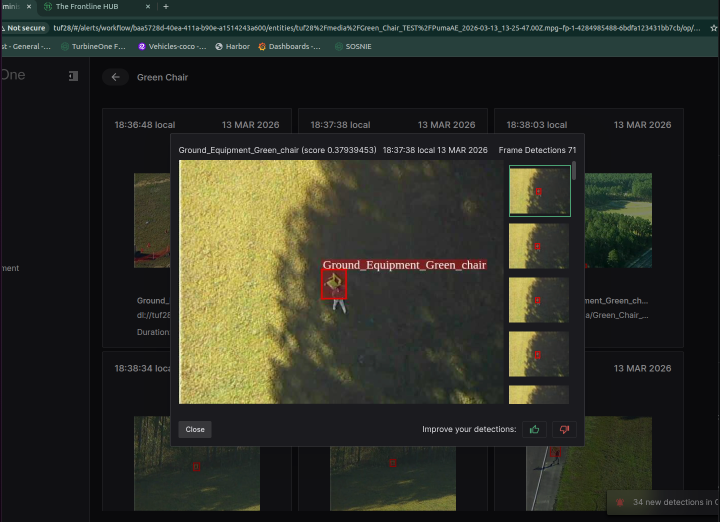 The Frontline HUB
Not secure
tuf28/#/alerts/workflow/baa5728d-40ea-411a-b90e-a1514243a600/entities/tuf28%2Fmedia%2FGreen_Chair_TEST%2FPumaAE_2026-03-13_13-25-47.00Z.mpg~fp-1-4284985488-6bdfa123431bb7cb/op/...
st - General -... TurbineOne F... Vehicles-coco -... Harbor Dashboards -... SOSNIE
One
Green Chair
18:36:48 local 13 MAR 2026
18:37:38 local 13 MAR 2026
18:38:03 local 13 MAR 2026
Ground_Equipment_Green_chair (score 0.37939453) 18:37:38 local 13 MAR 2026 Frame Detections 71
Ground_Equipment_Green_chair
ment
Ground_
ment_Green_ch...
dl://tuf28
a/Green_Chair_...
Duration
18:38:34 local
13 MAR 2026
Close
Improve your detections:
34 new detections in